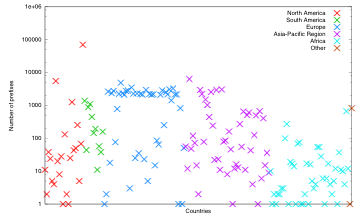 1e+06
100000
10000
1000
100
10
1
Number of prefixes
Countries
North America
South America
Europe
Asia-Pacific Region
Africa
Other